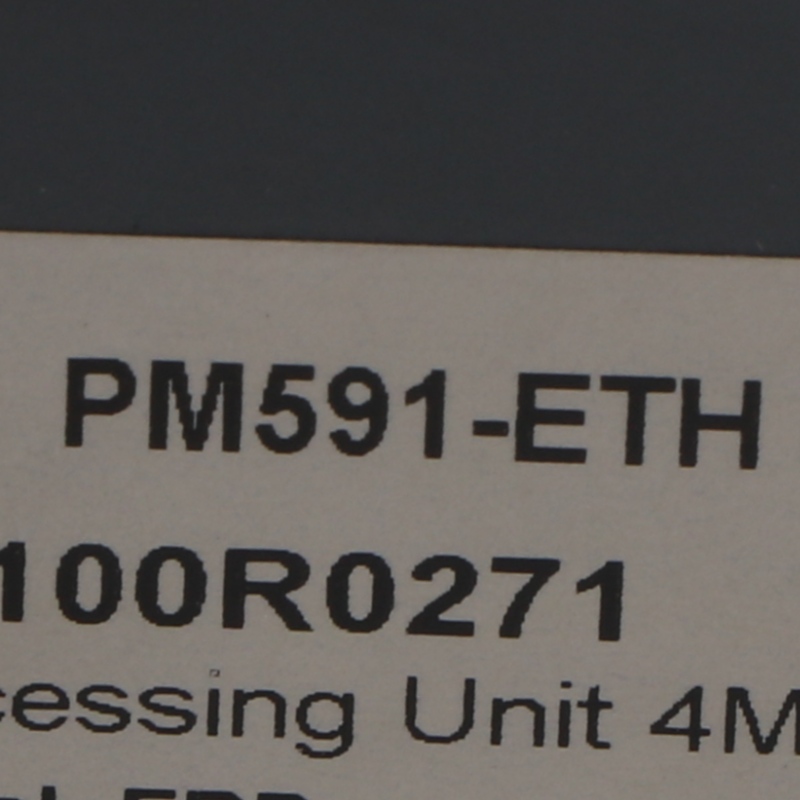 PM591-ETH
100R0271
cessing Unit 4M